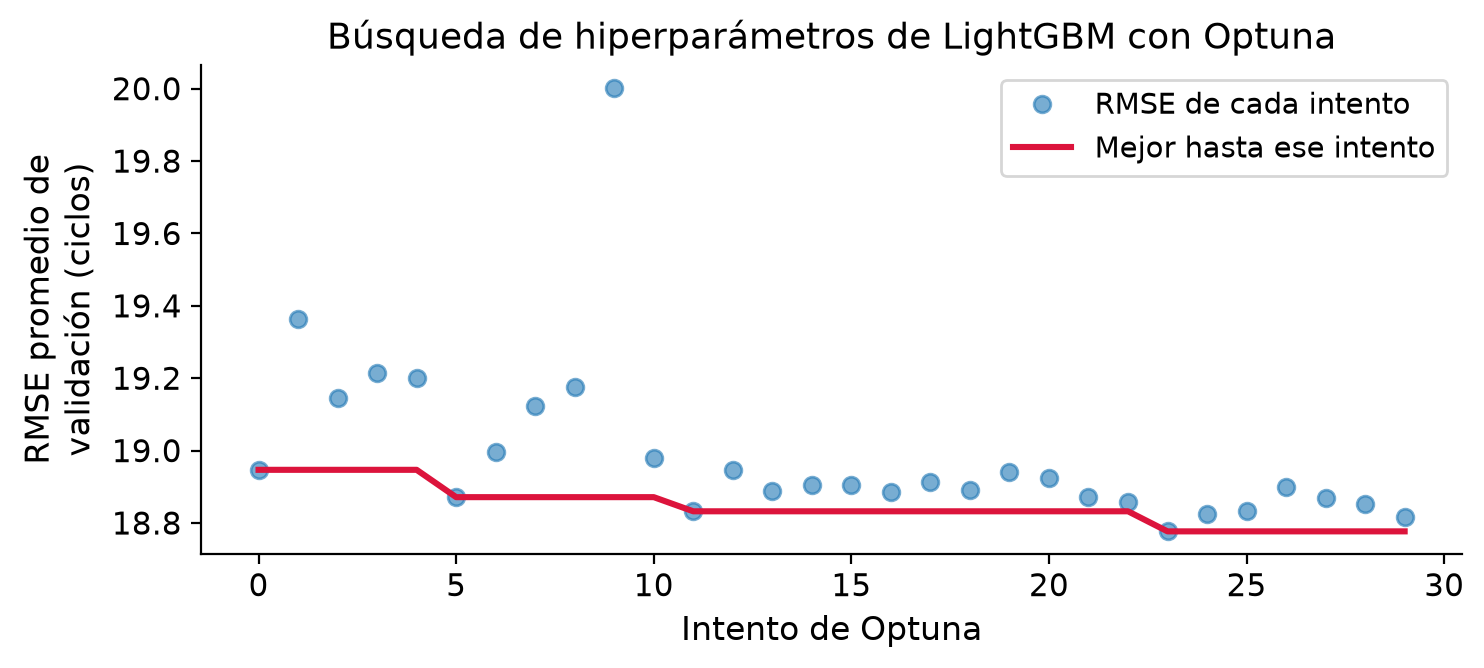 Búsqueda de hiperparámetros de LightGBM con Optuna
RMSE promedio de
validación (ciclos)
20.0
19.8
19.6
19.4
19.2
19.0
18.8
RMSE de cada intento
Mejor hasta ese intento
0
5
10
15
20
25
30
Intento de Optuna